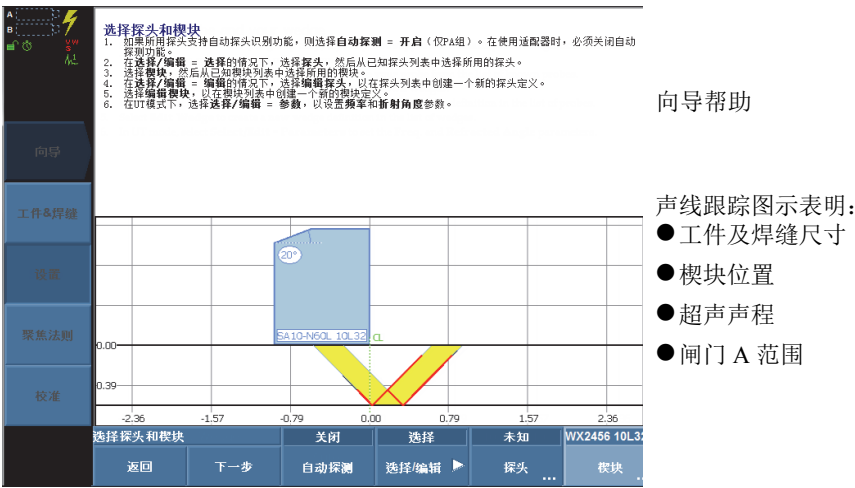 A
B
V W
S
1
选择探头和楔块
1. 如果所用探头支持自动探头识别功能，则选择自动探测 = 开启（仅PA组）。在使用适配器时，必须关闭自动
探测功能。
2. 在选择/编辑 = 选择的情况下，选择探头，然后从已知探头列表中选择所用的探头。
3. 选择楔块，然后从已知楔块列表中选择所用的楔块。
4. 在选择/编辑 = 编辑的情况下，选择编辑探头，以在探头列表中创建一个新的探头定义。
5. 选择编辑楔块，以在楔块列表中创建一个新的楔块定义。
6. 在UT模式下，选择选择/编辑 = 参数，以设置频率和折射角度参数。
向导帮助
向导
工件&焊缝
设置
聚焦法则
校准
声线跟踪图示表明：
●工件及焊缝尺寸
●楔块位置
●超声声程
●闸门 A 范围
20°
SA10-N60L 10L32
CL
0.00
0.39
-2.36 -1.57 -0.79 0.00 0.79 1.57 2.36
选择探头和楔块 关闭 选择 未知 WX2456 10L32
返回 下一步 自动探测 选择/编辑 ▶ 探头 ... 楔块 ..